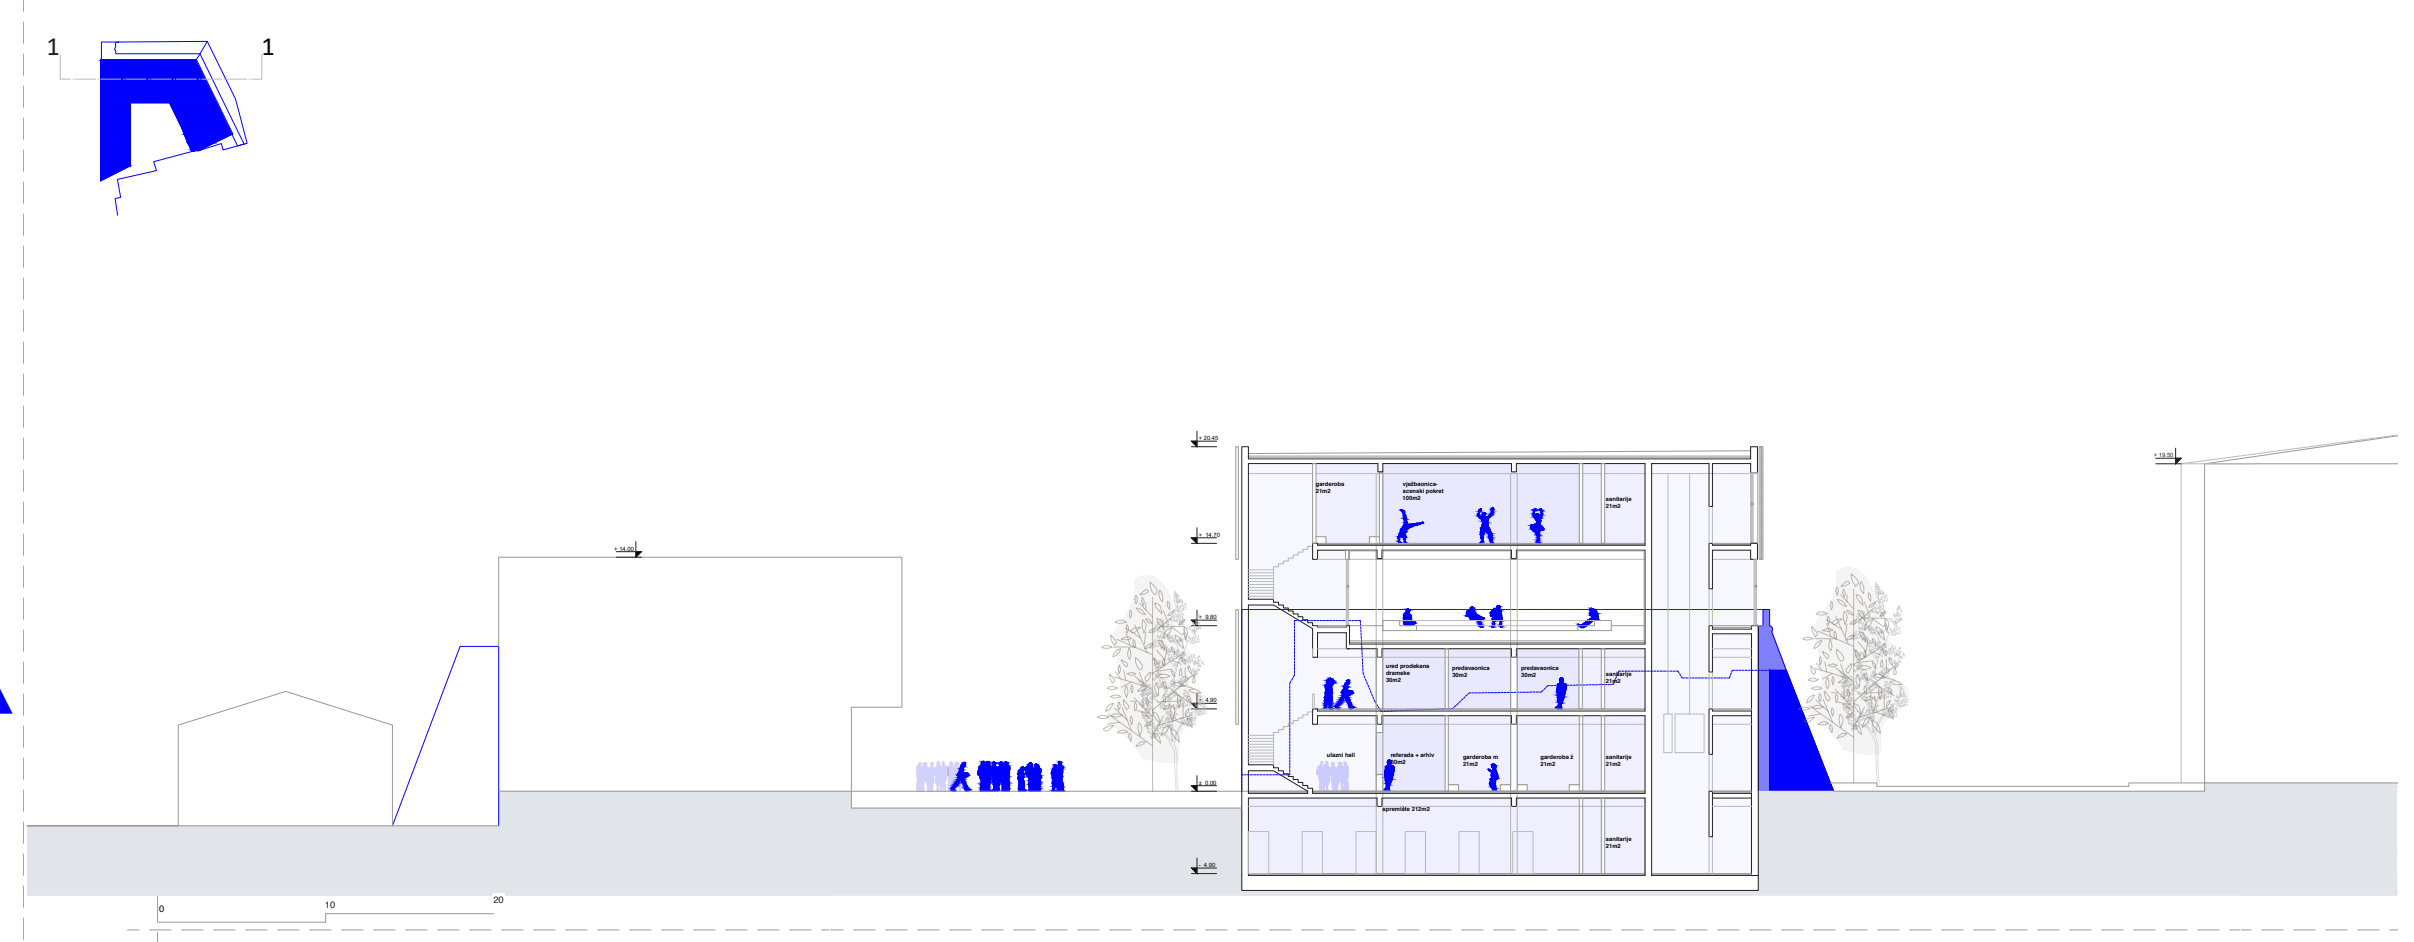 1 1
+ 20.45
+ 19.50
garderoba
21m2
vježbaonica-
scenski pokret
100m2
sanitarije
21m2
+ 14.70
+ 14.00
+ 9.80
ured prodekana
dramske
30m2
predavaonica
30m2
predavaonica
30m2
sanitarije
21m2
+ 4.90
ulazni hall
referada + arhiv
garderoba m
21m2
garderoba ž
21m2
sanitarije
21m2
+ 0.00
spremište 212m2
sanitarije
21m2
- 4.90
0
10
20